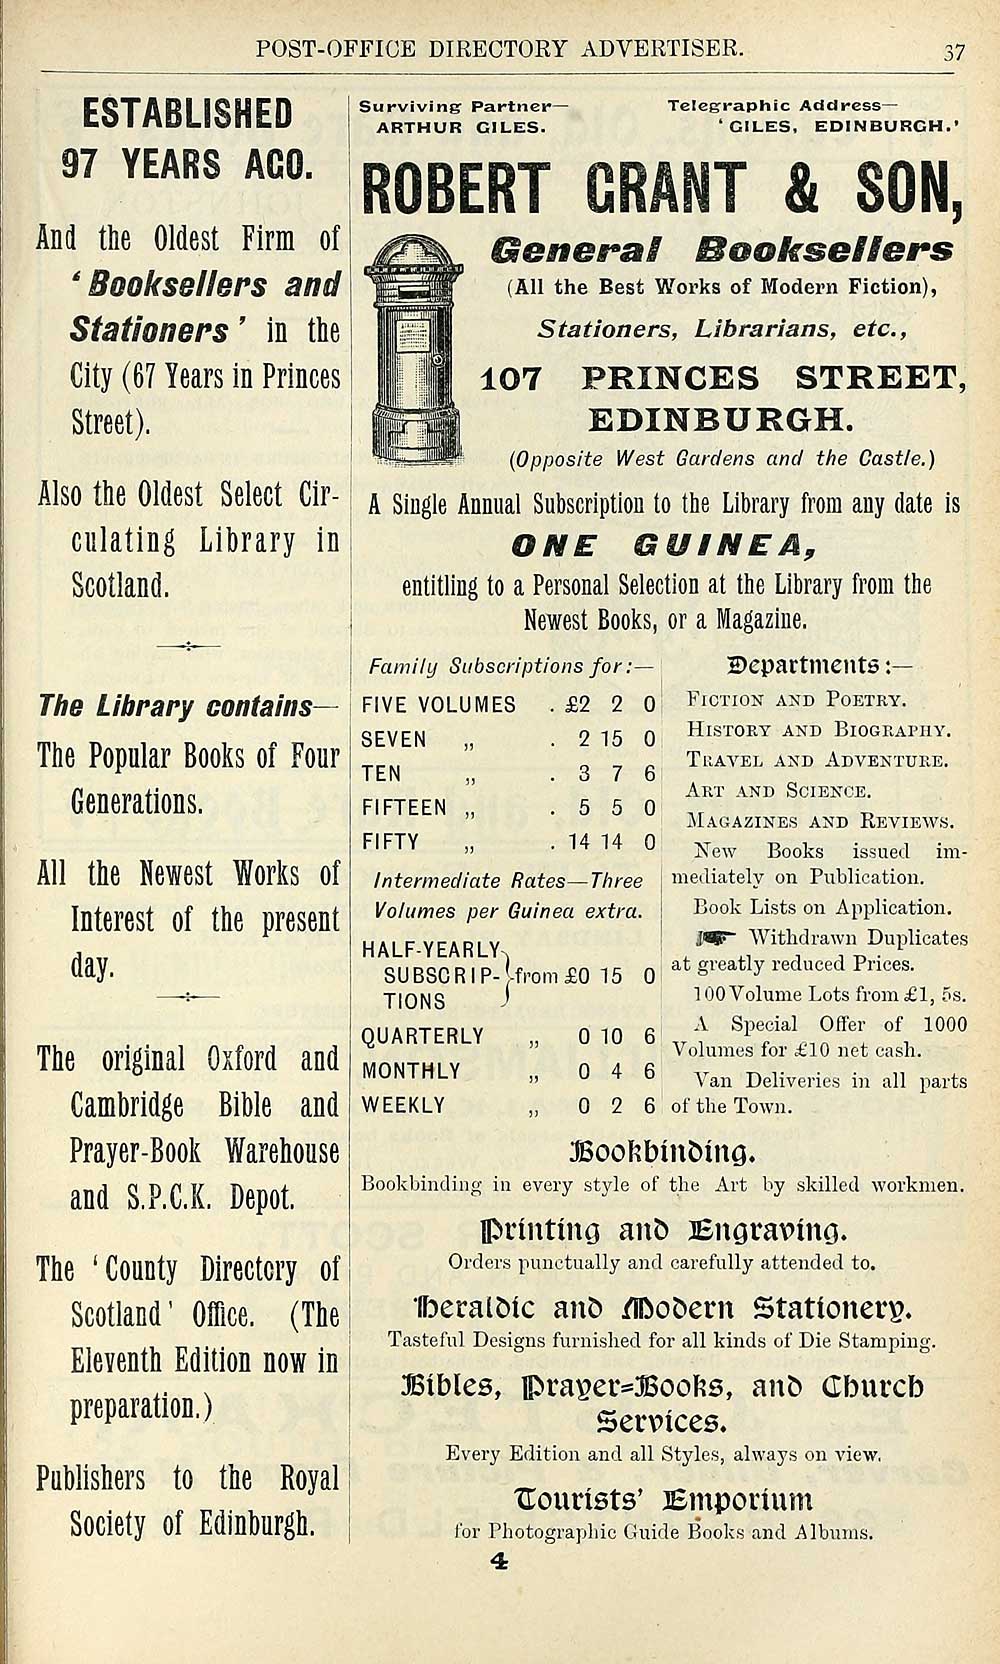 POST-OFFICE DIRECTORY ADVERTISER.
37
ESTABLISHED
97 YEARS AGO.
And the Oldest Firm of
‘Booksellers and
Stationers’ in the
City (67 Years in Princes
Street).
Also the Oldest Select Cir-
culating Library in
Scotland.
The Library contains—
The Popular Books of Four
Generations.
All the Newest Works of
Interest of the present
day.
The original Oxford and
Cambridge Bible and
Prayer-Book Warehouse
and S.P.C.K. Depot.
The ‘County Directory of
Scotland’ Office. (The
Eleventh Edition now in
preparation.)
Publishers to the Royal
Society of Edinburgh.
Surviving Partner—
ARTHUR GILES.
Telegraphic Address—
‘GILES, EDINBURGH.’
ROBERT GRANT & SON,
General Booksellers
(All the Best Works of Modern Fiction),
Stationers, Librarians, etc.,
107 PRINCES STREET,
EDINBURGH.
(Opposite West Gardens and the Castle.)
A Single Annual Subscription to the Library from any date is
ONE GUINEA,
entitling to a Personal Selection at the Library from the
Newest Books, or a Magazine.
Family Subscriptions for:—
FIVE VOLUMES . £2 2 0
SEVEN „ . 2 15 0
TEN „ . 3 7 6
FIFTEEN „ . 5 5 0
FIFTY „ . 14 14 0
Intermediate Rates—Three
Volumes per Guinea extra.
HALF-YEARLY
SUBSCRIP- } from £0 15 0
TIONS
QUARTERLY „ 0 10 6
MONTHLY „ 0 4 6
WEEKLY „ 0 2 6
Departments:—
FICTION AND POETRY.
HISTORY AND BIOGRAPHY.
TRAVEL AND ADVENTURE.
ART AND SCIENCE.
MAGAZINES AND REVIEWS.
New Books issued im-
mediately on Publication.
Book Lists on Application.
☛ Withdrawn Duplicates
at greatly reduced Prices.
100 Volume Lots from £1, 5s.
A Special Offer of 1000
Volumes for £10 net cash.
Van Deliveries in all parts
of the Town.
Bookbinding.
Bookbinding in every style of the Art by skilled workmen.
Printing and Engraving.
Orders punctually and carefully attended to.
Heraldic and Modern Stationery.
Tasteful Designs furnished for all kinds of Die Stamping.
Bibles, Prayer=Books, and Church
Services.
Every Edition and all Styles, always on view.
Tourists’ Emporium
for Photographic Guide Books and Albums.
4